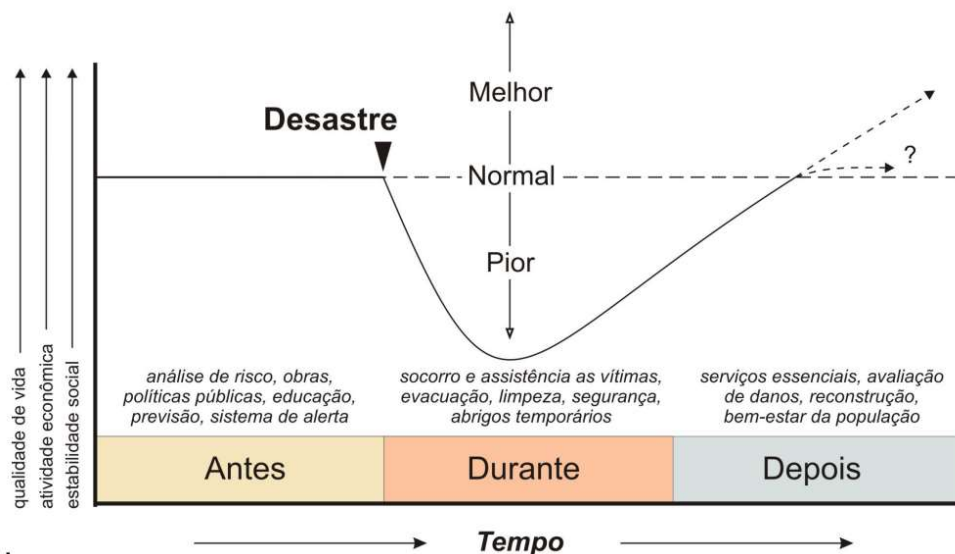 Melhor
Desastre
Normal
?
Pior
qualidade de vida
atividade econômica
estabilidade social
análise de risco, obras,
políticas públicas, educação,
previsão, sistema de alerta
socorro e assistência as vítimas,
evacuação, limpeza, segurança,
abrigos temporários
serviços essenciais, avaliação
de danos, reconstrução,
bem-estar da população
Antes
Durante
Depois
Tempo